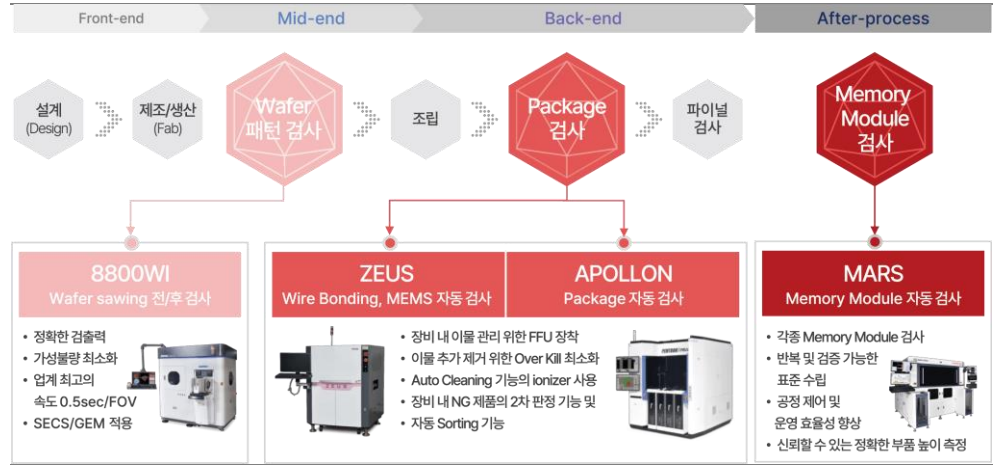 Front-end
Mid-end
Back-end
After-process
설계
(Design)
제조/생산
(Fab)
Wafer
패턴 검사
조립
Package
검사
파이널
검사
Memory
Module
검사
8800WI
Wafer sawing 전/후 검사
• 정확한 검출력
• 가성불량 최소화
• 업계 최고의
속도 0.5sec/FOV
• SECS/GEM 적용
ZEUS
Wire Bonding, MEMS 자동 검사
APOLLON
Package 자동 검사
• 장비 내 이물 관리 위한 FFU 장착
• 이물 추가 제거 위한 Over Kill 최소화
• Auto Cleaning 기능의 ionizer 사용
• 장비 내 NG 제품의 2차 판정 기능 및
• 자동 Sorting 기능
ZEUS
MARS
Memory Module 자동 검사
• 각종 Memory Module 검사
• 반복 및 검증 가능한
표준 수립
• 공정 제어 및
운영 효율성 향상
• 신뢰할 수 있는 정확한 부품 높이 측정